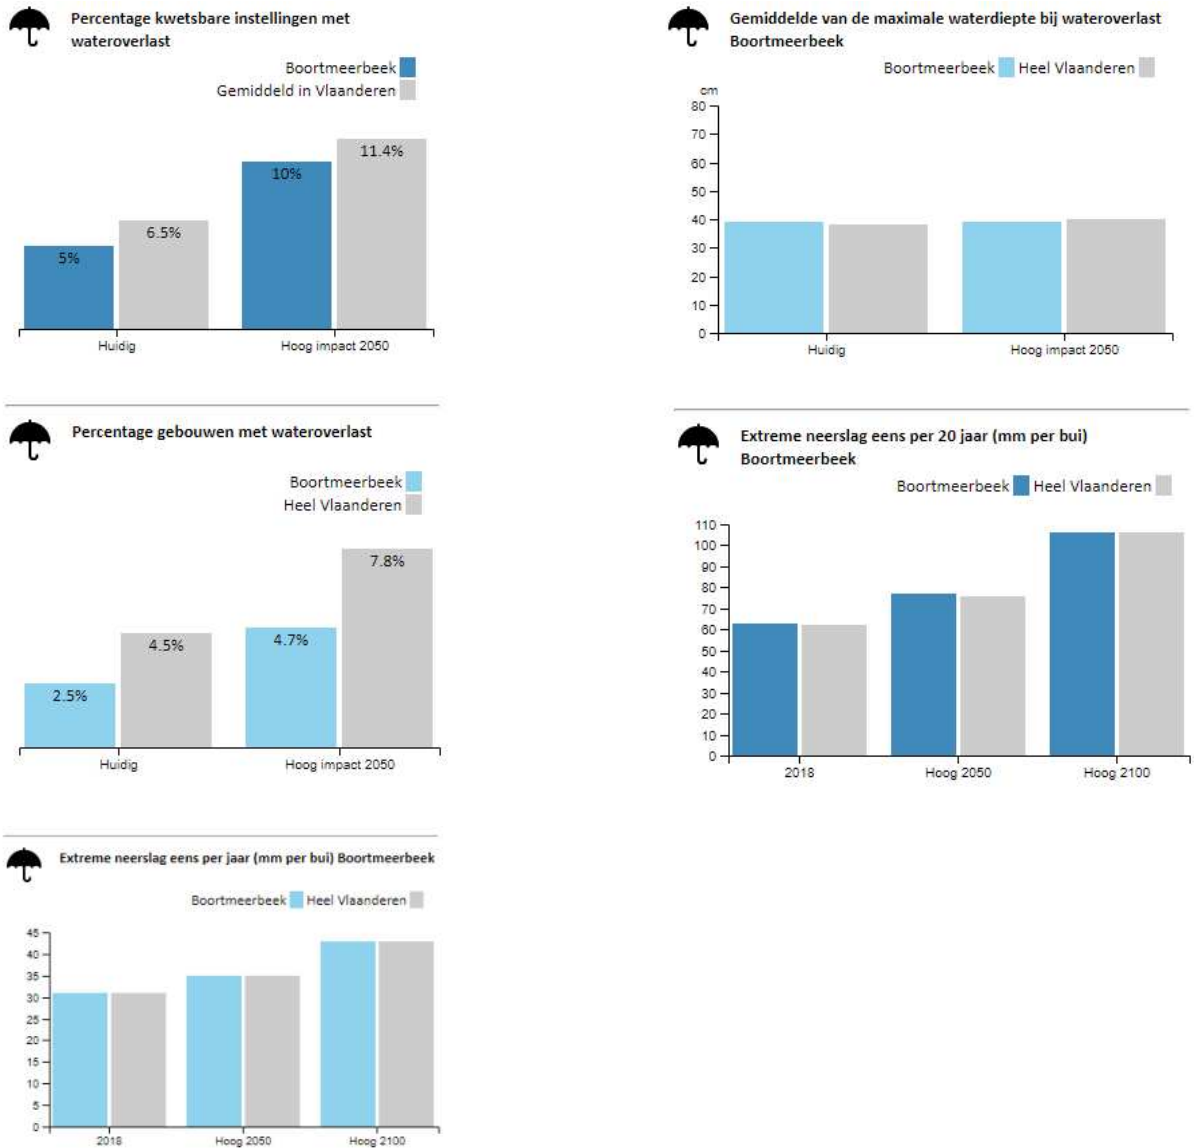 Percentage kwetsbare instellingen met
wateroverlast
Boortmeerbeek
Gemiddeld in Vlaanderen
5%
6.5%
10%
11.4%
Huidig
Hoog impact 2050
Gemiddelde van de maximale waterdiepte bij wateroverlast
Boortmeerbeek
Boortmeerbeek Heel Vlaanderen
cm
80
70
60
50
40
30
20
10
0
Huidig
Hoog impact 2050
Percentage gebouwen met wateroverlast
Boortmeerbeek
Heel Vlaanderen
2.5%
4.5%
4.7%
7.8%
Huidig
Hoog impact 2050
Extreme neerslag eens per 20 jaar (mm per bui)
Boortmeerbeek
Boortmeerbeek Heel Vlaanderen
110
100
90
80
70
60
50
40
30
20
10
0
2018
Hoog 2050
Hoog 2100
Extreme neerslag eens per jaar (mm per bui) Boortmeerbeek
Boortmeerbeek Heel Vlaanderen
45
40
35
30
25
20
15
10
5
0
2018
Hoog 2050
Hoog 2100